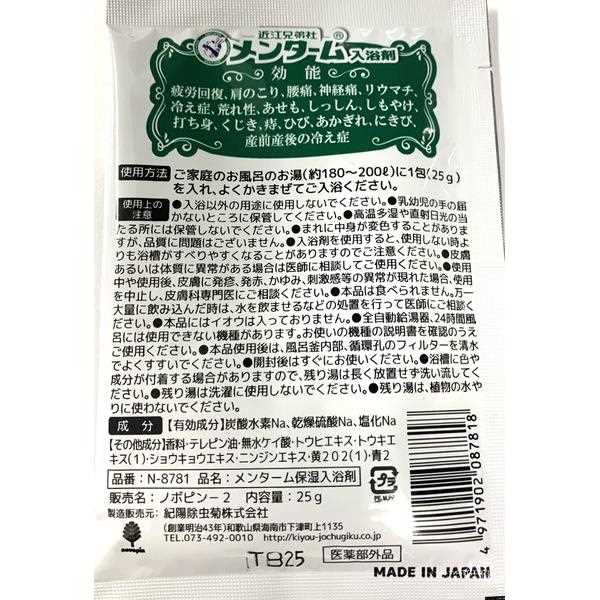 近江兄弟社
メンターム®入浴剤
効能
疲労回復、肩のこり、腰痛、神経痛、リウマチ、
冷え症、荒れ性、あせも、しっしん、しもやけ、
打ち身、くじき、痔、ひび、あかぎれ、にきび、
産前産後の冷え症
使用方法 ご家庭のお風呂のお湯(約180〜200ℓ)に1包(25g)
を入れ、よくかきまぜてご入浴ください。
使用上の注意 ●入浴以外の用途に使用しないでください。●乳幼児の手の届
かないところに保管してください。●高温多湿や直射日光の当
たる所には保管しないでください。●まれに中身が変色することがありま
すが、品質に問題はございません。●入浴剤を使用すると、使用しない時よ
りも浴槽がすべりやすくなることがありますのでご注意ください。●皮膚
あるいは体質に異常がある場合は医師に相談してご使用ください。●使用
中や使用後、皮膚に発疹、発赤、かゆみ、刺激感等の異常が現れた場合、使用
を中止し、皮膚科専門医にご相談ください。●本品は食べられません。万一
大量に飲み込んだ時は、水を飲ませるなどの処置を行って医師にご相談く
ださい。●本品にはイオウは入っておりません。●全自動給湯器、24時間風
呂には使用できない機種があります。お使いの機種の説明書を確認のうえ
ご使用ください。●本品使用後は、風呂釜内部、循環孔のフィルターを清水
でよくすすいでください。●開封後はすぐにお使いください。●浴槽に色や
成分が付着する場合がありますので、残り湯は長く放置せず洗い流してく
ださい。●残り湯は洗濯に使用しないでください。●残り湯は、植物の水や
りに使わないでください。
成分 【有効成分】炭酸水素Na、乾燥硫酸Na、塩化Na
【その他成分】香料・テレピン油・無水ケイ酸・トウヒエキス・トウキエ
キス(1)・ショウキョウエキス・ニンジンエキス・黄202(1)・青2
品番:N-8781 品名:メンターム保湿入浴剤
販売名:ノボピン-2 内容量:25g
製造販売元:紀陽除虫菊株式会社
(創業明治43年)和歌山県海南市下津町上1135
TEL.073-492-0010 http://kiyou-jochugiku.co.jp
novopin
プラ
医薬部外品
MADE IN JAPAN
4 971902 087818